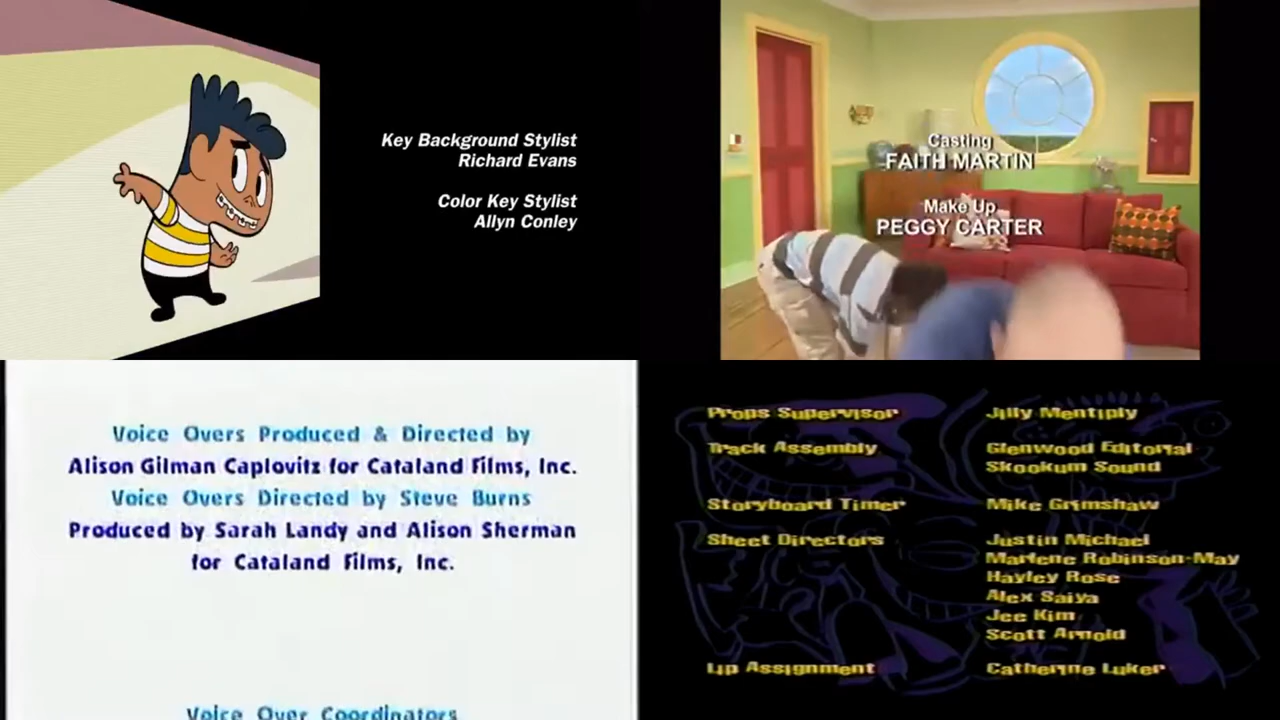 Key Background Stylist
Richard Evans
Color Key Stylist
Allyn Conley
Casting
FAITH MARTIN
Make Up
PEGGY CARTER
Voice Overs Produced & Directed by
Alison Gilman Caplovitz for Cataland Films, Inc.
Voice Overs Directed by Steve Burns
Produced by Sarah Landy and Alison Sherman
for Cataland Films, Inc.
Voice Over Coordinators
Props Supervisor Jilly Mentiply
Track Assembly Glenwood Editorial
Skookum Sound
Storyboard Timer Mike Grimshaw
Sheet Directors Justin Michael
Marlene Robinson-May
Hayley Rose
Alex Saiya
Jee Kim
Scott Arnold
Lip Assignment Catherine Luker